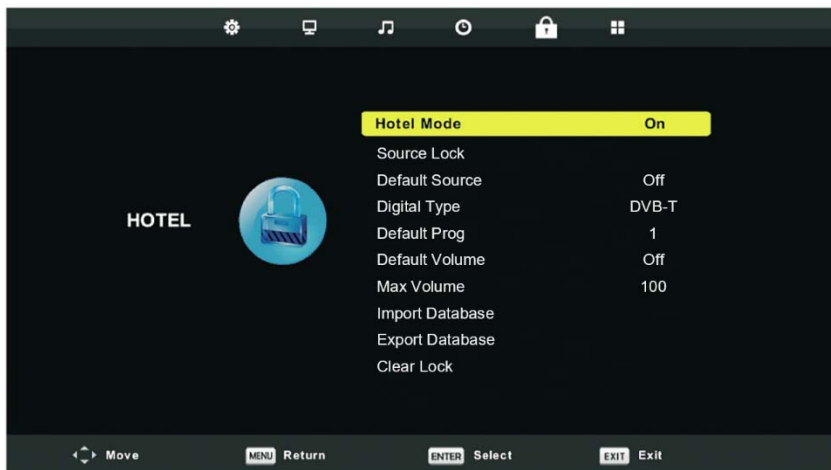 Hotel Mode On
Source Lock
Default Source Off
Digital Type DVB-T
HOTEL
Default Prog 1
Default Volume Off
Max Volume 100
Import Database
Export Database
Clear Lock
Move MENU Return ENTER Select EXIT Exit